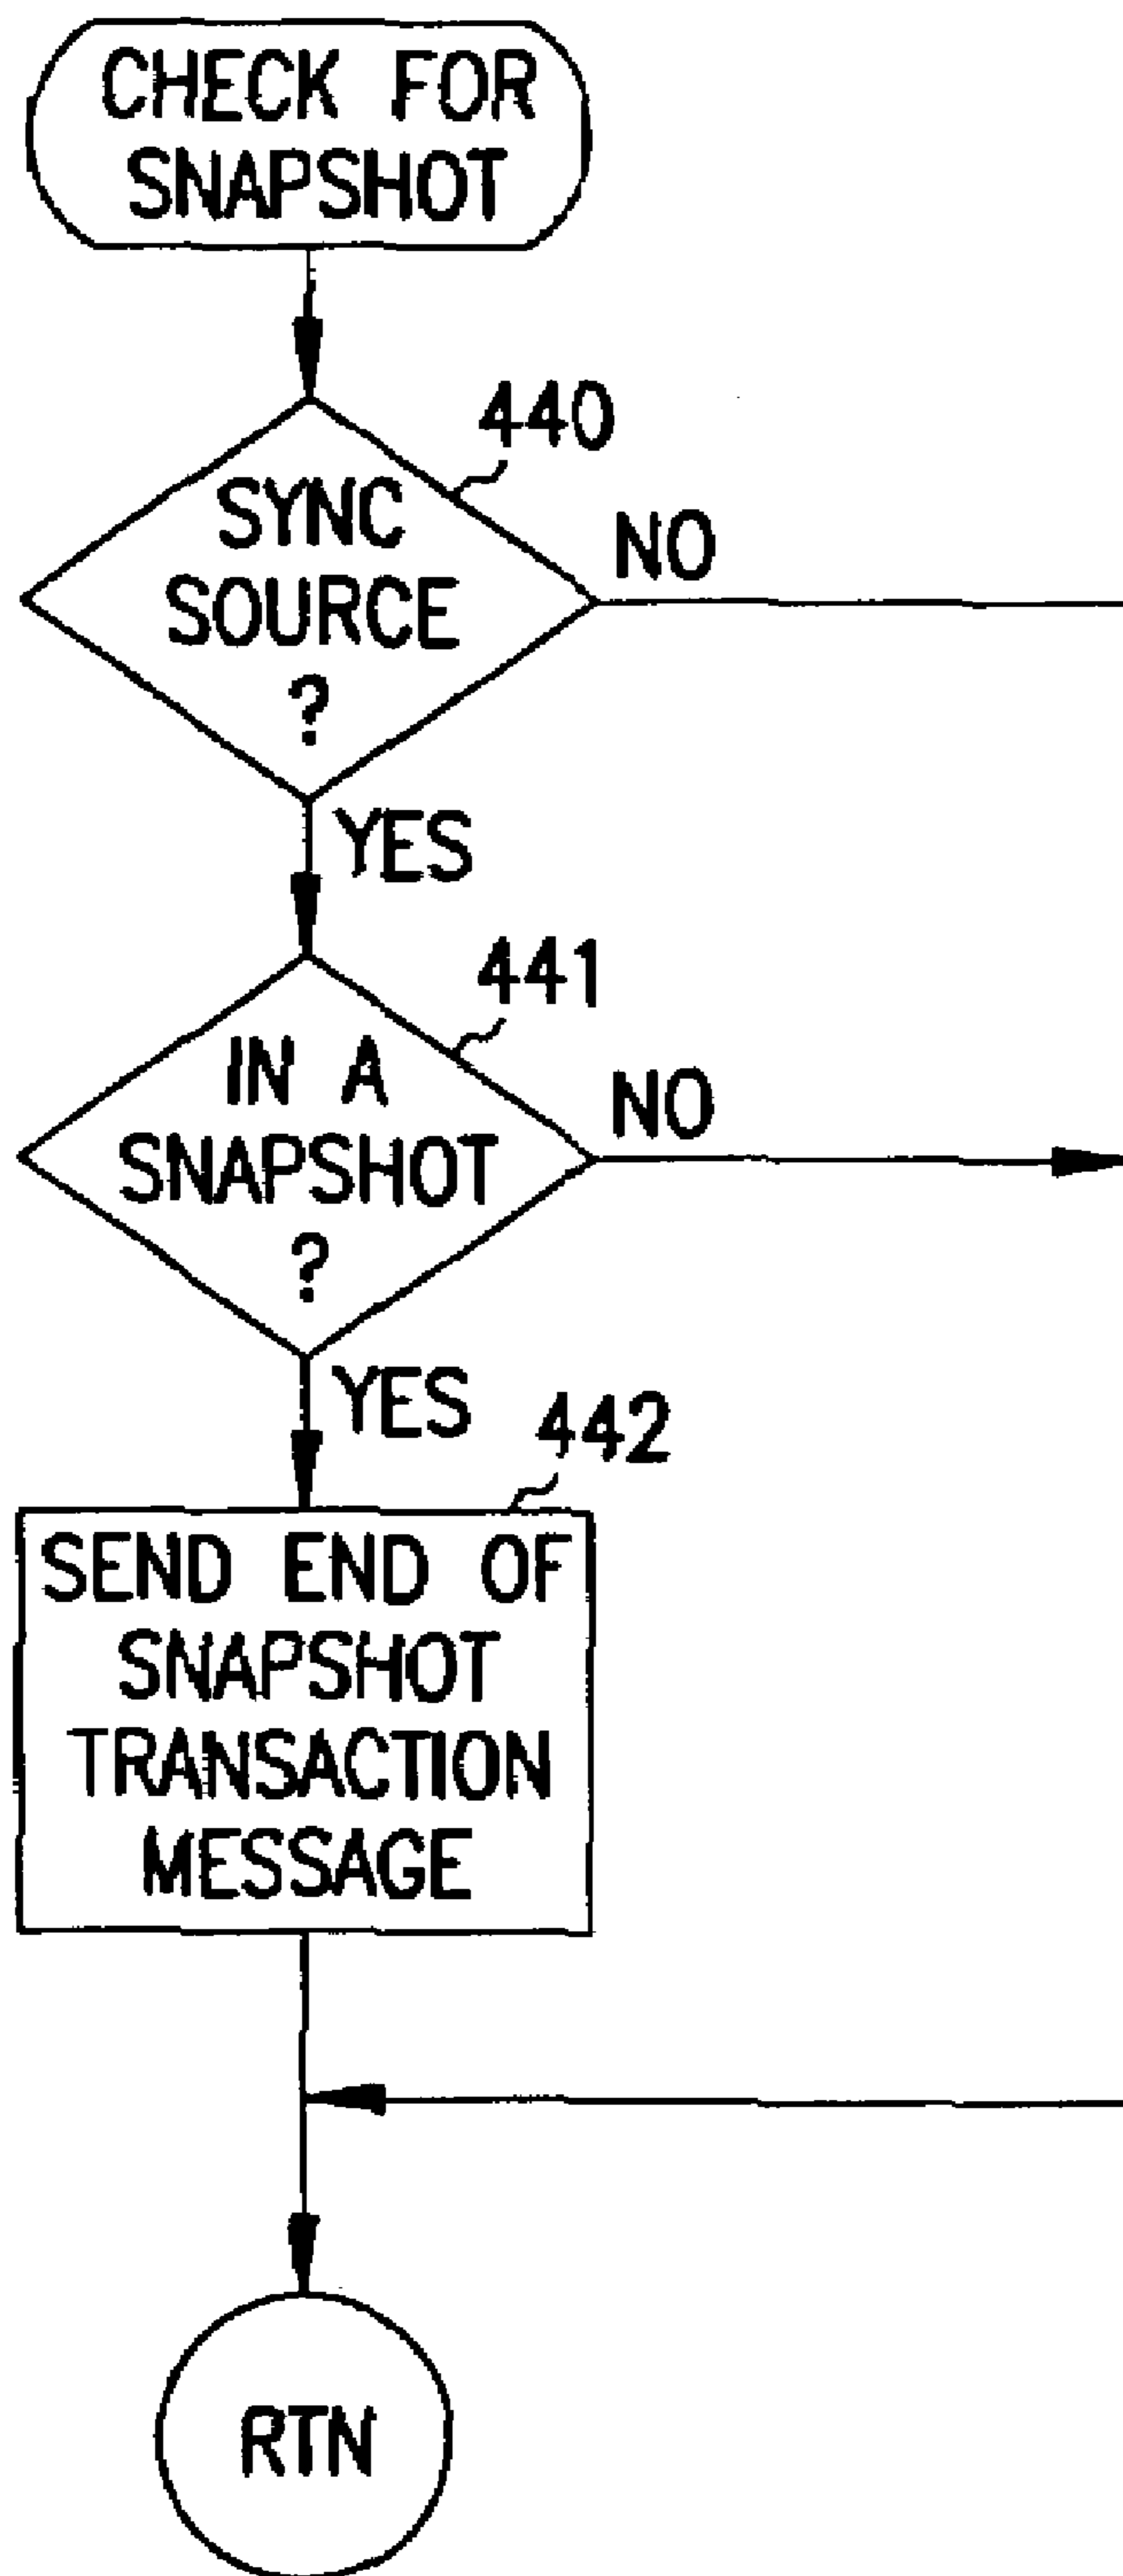 CHECK FOR
SNAPSHOT
440
SYNC
SOURCE
?
NO
YES
441
IN A
SNAPSHOT
?
NO
YES
442
SEND END OF
SNAPSHOT
TRANSACTION
MESSAGE
RTN